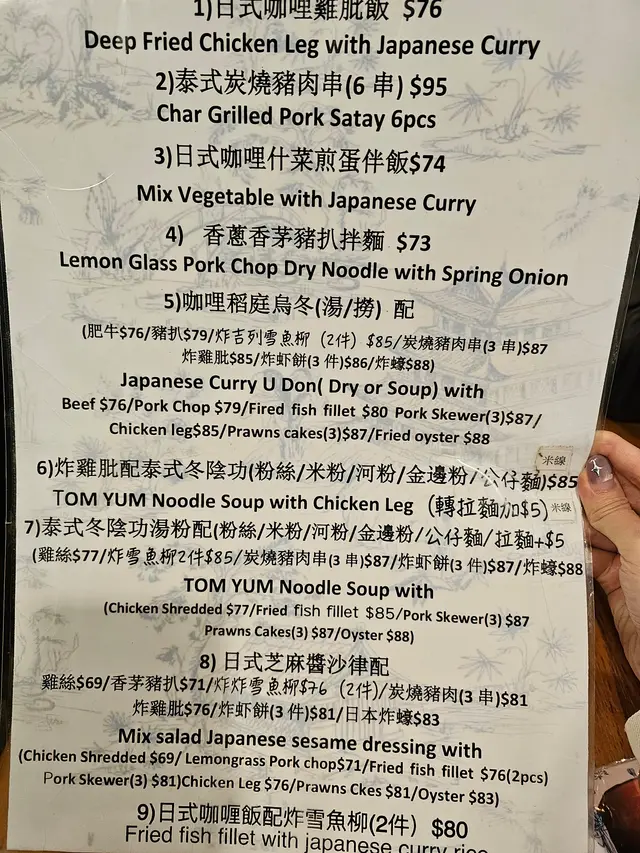 1)日式咖哩雞肶飯 $76
Deep Fried Chicken Leg with Japanese Curry
2)泰式炭燒豬肉串(6 串) $95
Char Grilled Pork Satay 6pcs
3)日式咖哩什菜煎蛋伴飯$74
Mix Vegetable with Japanese Curry
4) 香蔥香茅豬扒拌麵 $73
Lemon Glass Pork Chop Dry Noodle with Spring Onion
5)咖哩稻庭烏冬(湯/撈) 配
(肥牛$76/豬扒$79/炸吉列雪魚柳 (2件) $85/炭燒豬肉串(3 串)$87
炸雞肶$85/炸虾餅(3 件)$86/炸蠔$88)
Japanese Curry U Don( Dry or Soup) with
Beef $76/Pork Chop $79/Fired fish fillet $80 Pork Skewer(3)$87/
Chicken leg$85/Prawns cakes(3)$87/Fried oyster $88
米線
6)炸雞肶配泰式冬陰功(粉絲/米粉/河粉/金邊粉/公仔麵)$85
TOM YUM Noodle Soup with Chicken Leg (轉拉麵加$5) 米線
7)泰式冬陰功湯粉配(粉絲/米粉/河粉/金邊粉/公仔麵/拉麵+$5
(雞絲$77/炸雪魚柳2件$85/炭燒豬肉串(3 串)$87/炸虾餅(3 件)$87/炸蠔$88
TOM YUM Noodle Soup with
(Chicken Shredded $77/Fried fish fillet $85/Pork Skewer(3) $87
Prawns Cakes(3) $87/Oyster $88)
8) 日式芝麻醬沙律配
雞絲$69/香茅豬扒$71/炸炸雪魚柳$76 (2件)/炭燒豬肉(3 串)$81
炸雞肶$76/炸虾餅(3 件)$81/日本炸蠔$83
Mix salad Japanese sesame dressing with
(Chicken Shredded $69/ Lemongrass Pork chop$71/Fried fish fillet $76(2pcs)
Pork Skewer(3) $81)Chicken Leg $76/Prawns Ckes $81/Oyster $83)
9)日式咖喱飯配炸雪魚柳(2件) $80
Fried fish fillet with japanese curry rice